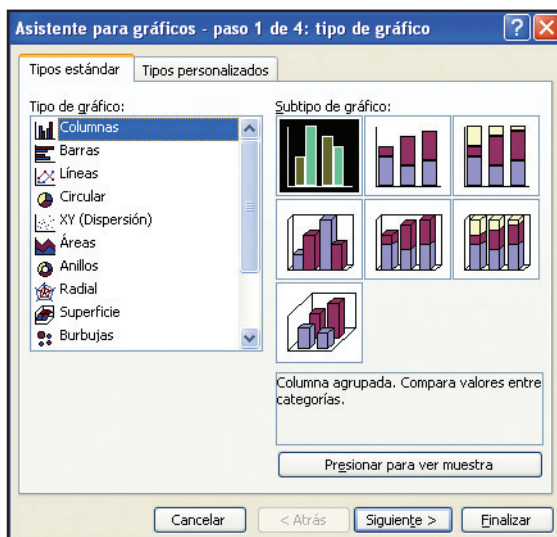 Asistente para gráficos - paso 1 de 4: tipo de gráfico
Tipos estándar
Tipos personalizados
Tipo de gráfico:
Columnas
Barras
Líneas
Circular
XY (Dispersión)
Áreas
Anillos
Radial
Superficie
Burbujas
Subtipo de gráfico:
Columna agrupada. Compara valores entre
categorías.
Presionar para ver muestra
Cancelar
< Atrás
Siguiente >
Finalizar